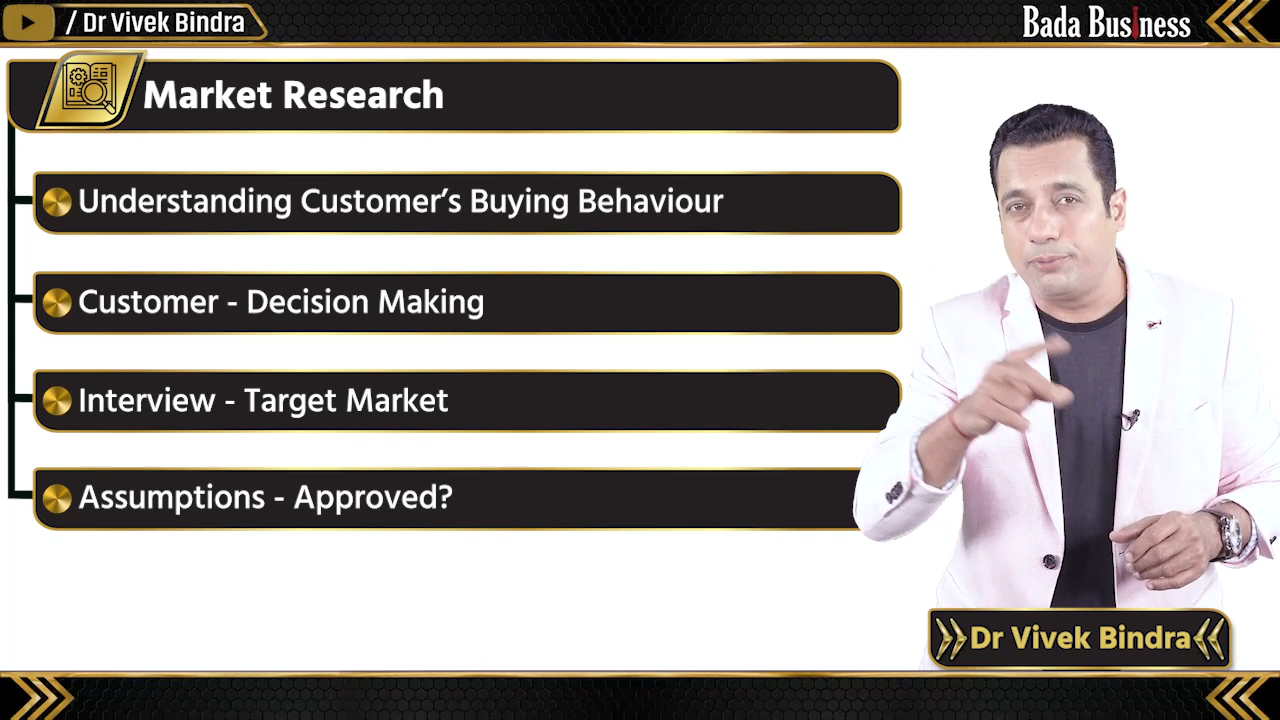 / Dr Vivek Bindra
Bada Business
Market Research
Understanding Customer's Buying Behaviour
Customer - Decision Making
Interview - Target Market
Assumptions - Approved?
Dr Vivek Bindra